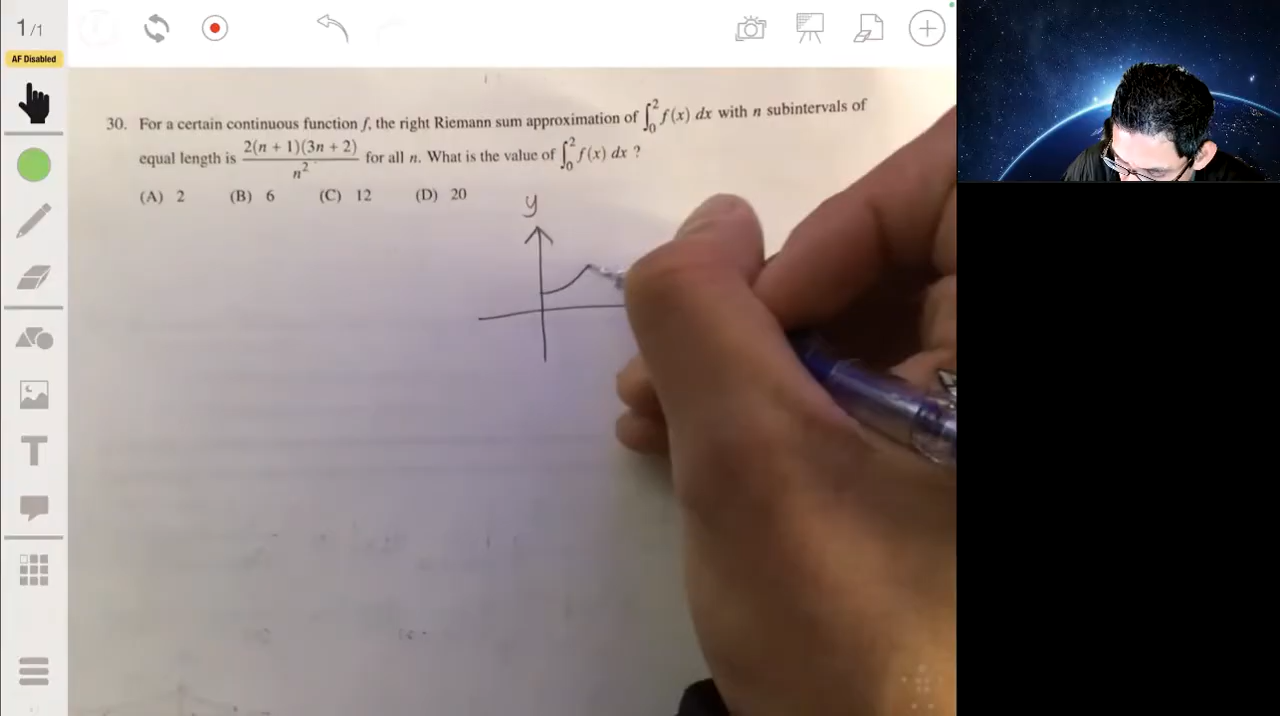 1/1
AF Disabled
30. For a certain continuous function f, the right Riemann sum approximation of ∫₀² f(x) dx with n subintervals of
equal length is 2(n + 1)(3n + 2)/n² for all n. What is the value of ∫₀² f(x) dx ?
(A) 2 (B) 6 (C) 12 (D) 20
y
T